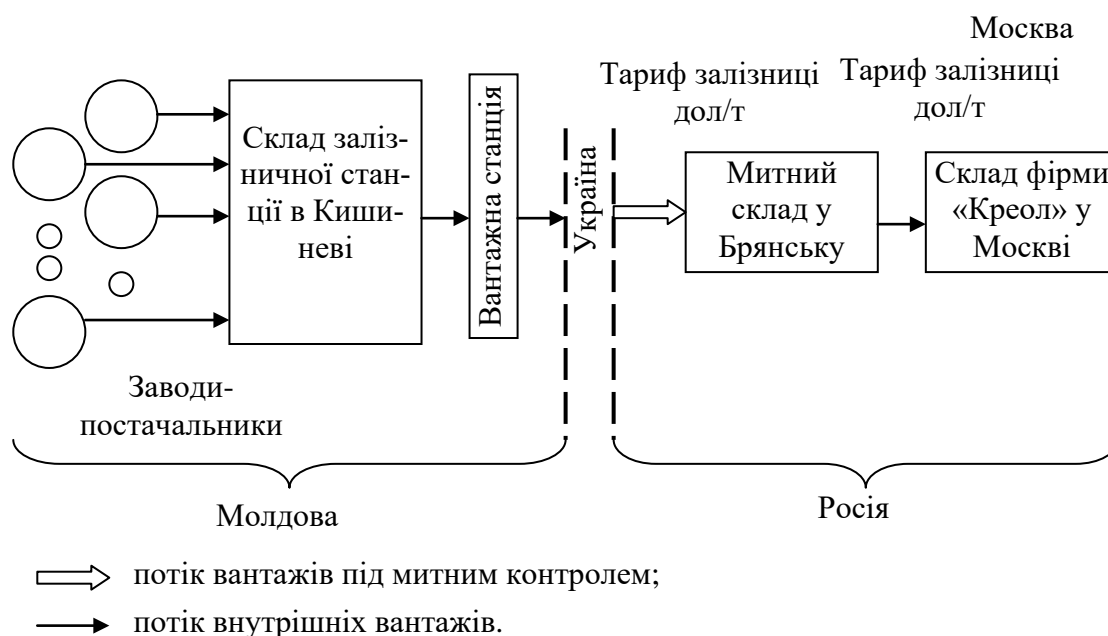 Москва
Тариф залізниці
дол/т
Тариф залізниці
дол/т
Склад заліз-
ничної стан-
ції в Киши-
неві
Вантажна станція
Україна
Митний
склад у
Брянську
Склад фірми
«Креол» у
Москві
Заводи-
постачальники
Молдова
Росія
потік вантажів під митним контролем;
потік внутрішніх вантажів.